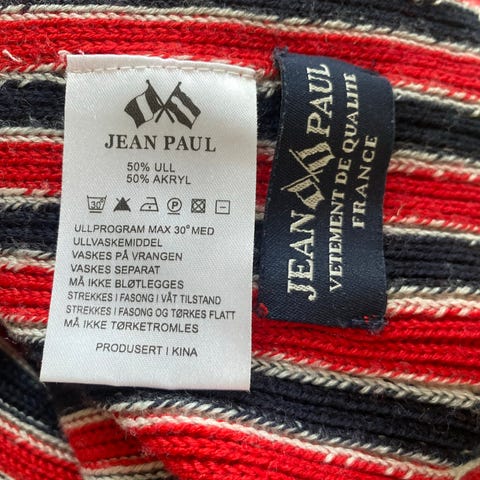 JEAN PAUL
50% ULL
50% AKRYL
30°
P
ULLPROGRAM MAX 30° MED
ULLVASKEMIDDEL
VASKES PÅ VRANGEN
VASKES SEPARAT
MÅ IKKE BLØTLEGGES
STREKKES I FASONG I VÅT TILSTAND
STREKKES I FASONG OG TØRKES FLATT
MÅ IKKE TØRKETROMLES
PRODUSERT I KINA
JEAN PAUL
VETEMENT DE QUALITE
FRANCE